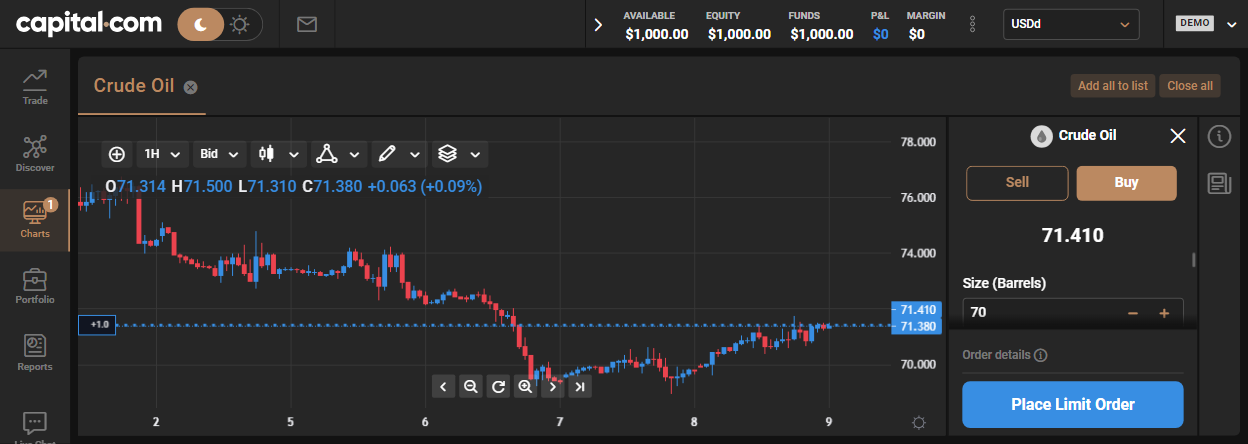 capital.com
AVAILABLE EQUITY FUNDS P&L MARGIN
$1,000.00 $1,000.00 $1,000.00 $0 $0
USDd
DEMO
Trade
Discover
1
Charts
Portfolio
Reports
Live Chat
Crude Oil
Add all to list Close all
1H Bid
O71.314 H71.500 L71.310 C71.380 +0.063 (+0.09%)
78.000
76.000
74.000
71.410
71.380
70.000
+1.0
2 5 6 7 8 9
Crude Oil
Sell Buy
71.410
Size (Barrels)
70
Order details
Place Limit Order